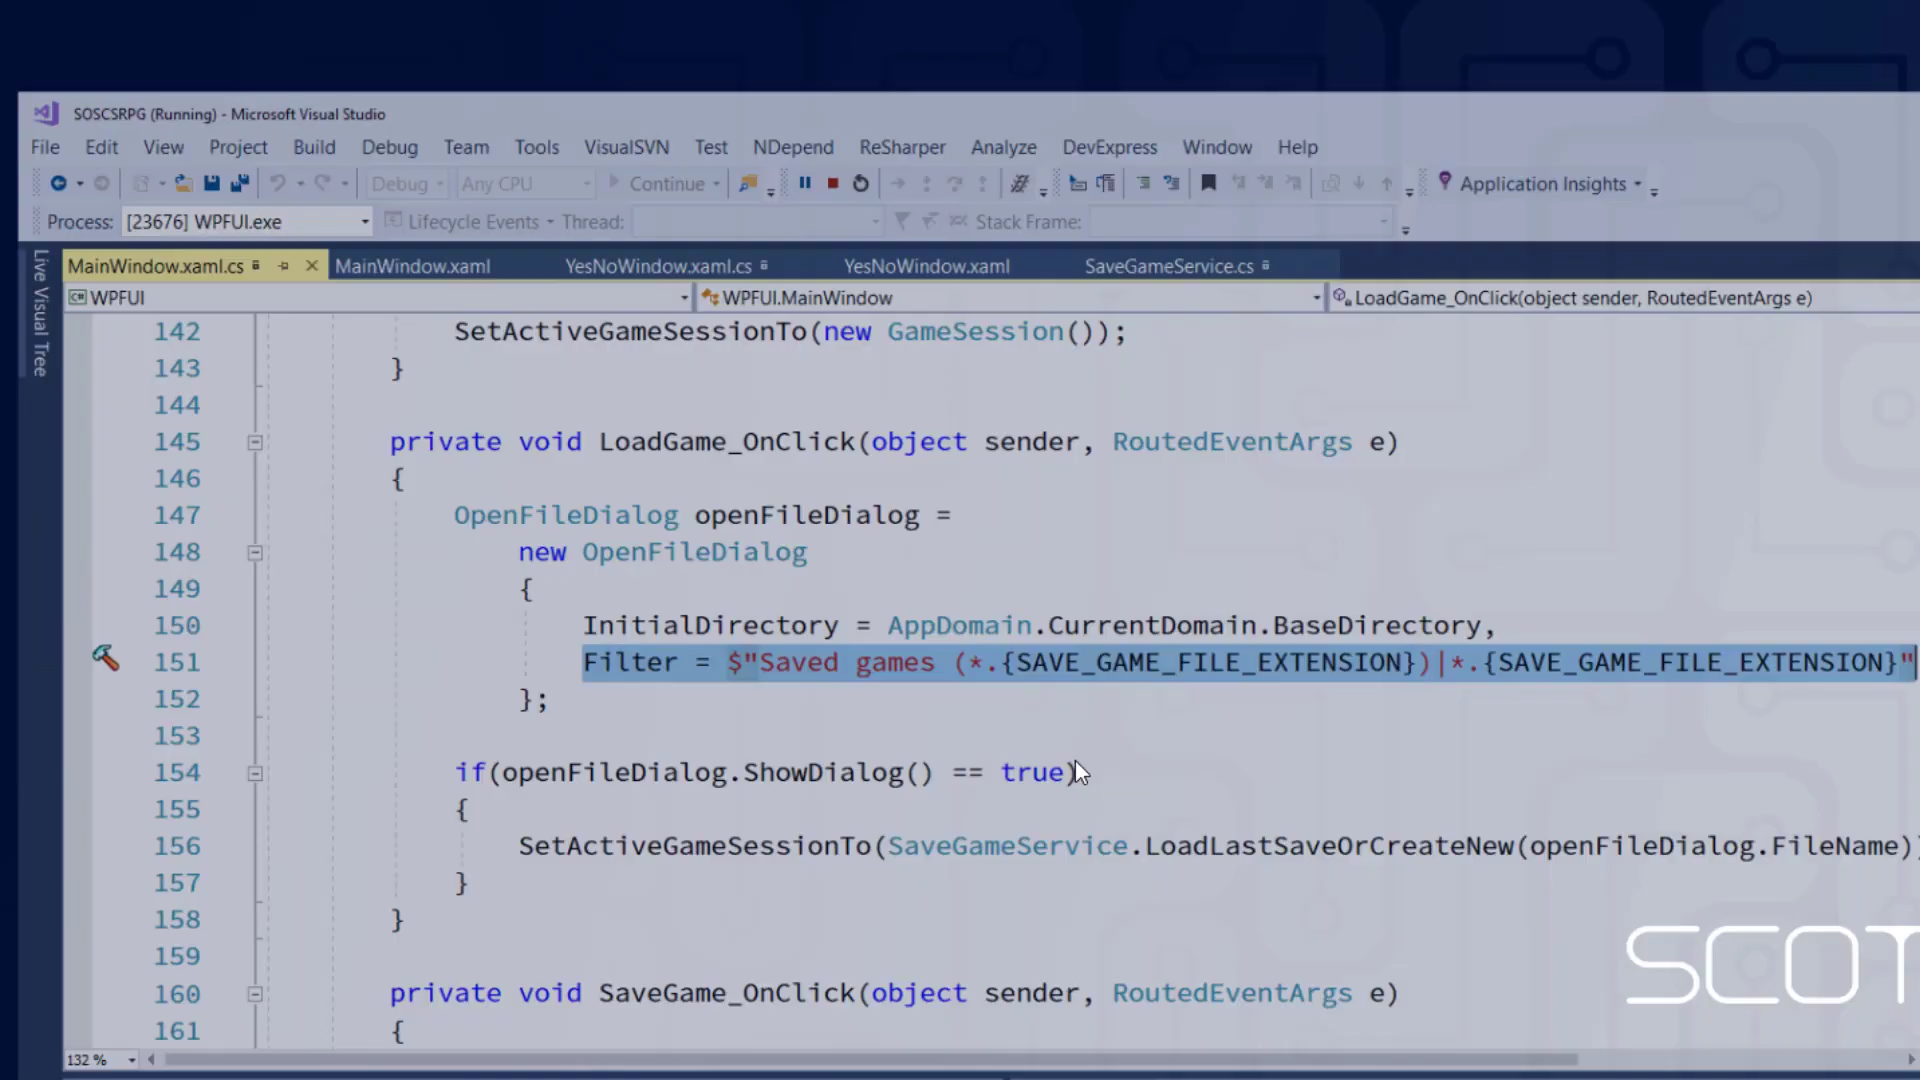 SOSCSRPG (Running) - Microsoft Visual Studio
File Edit View Project Build Debug Team Tools VisualSVN Test NDepend ReSharper Analyze DevExpress Window Help
Debug Any CPU Continue Application Insights
Process: [23676] WPFUI.exe Lifecycle Events Thread: Stack Frame:
Live Visual Tree
MainWindow.xaml.cs MainWindow.xaml YesNoWindow.xaml.cs YesNoWindow.xaml SaveGameService.cs
C# WPFUI WPFUI.MainWindow LoadGame_OnClick(object sender, RoutedEventArgs e)
142 SetActiveGameSessionTo(new GameSession());
143 }
144
145 private void LoadGame_OnClick(object sender, RoutedEventArgs e)
146 {
147 OpenFileDialog openFileDialog =
148 new OpenFileDialog
149 {
150 InitialDirectory = AppDomain.CurrentDomain.BaseDirectory,
151 Filter = $"Saved games (*.{SAVE_GAME_FILE_EXTENSION})|*.{SAVE_GAME_FILE_EXTENSION}"
152 };
153
154 if(openFileDialog.ShowDialog() == true)
155 {
156 SetActiveGameSessionTo(SaveGameService.LoadLastSaveOrCreateNew(openFileDialog.FileName))
157 }
158 }
159
160 private void SaveGame_OnClick(object sender, RoutedEventArgs e)
161 {
SCOT
132 %